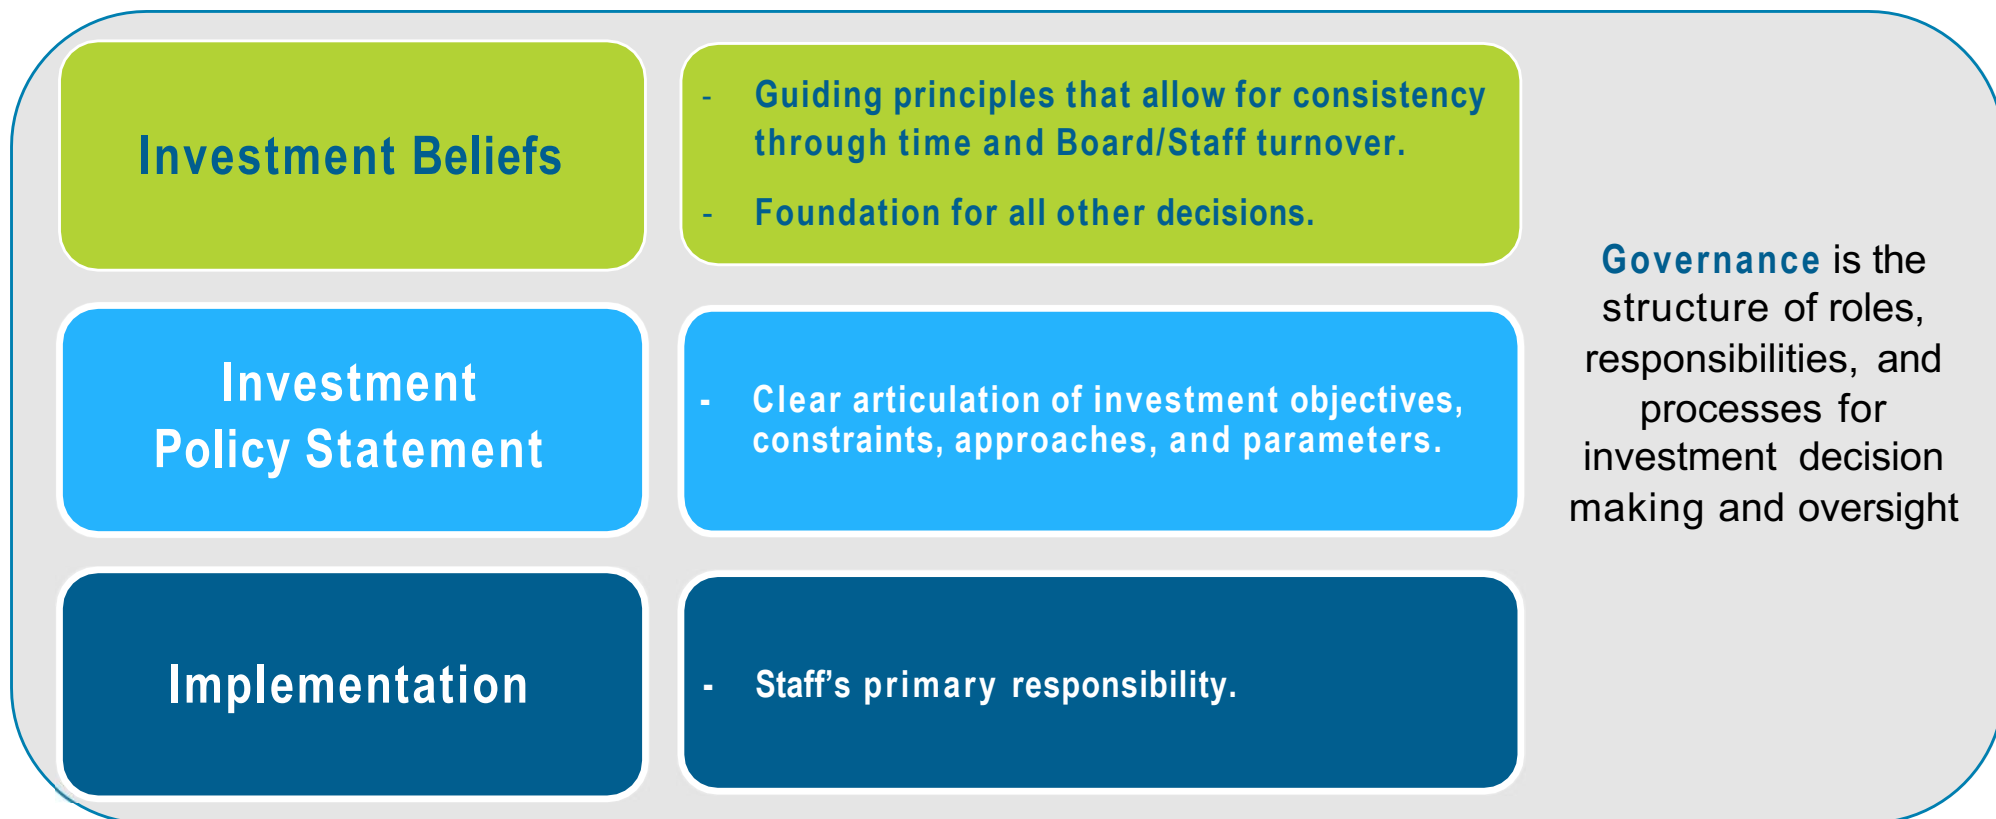 Investment Beliefs
- Guiding principles that allow for consistency
through time and Board/Staff turnover.
- Foundation for all other decisions.
Investment
Policy Statement
- Clear articulation of investment objectives,
constraints, approaches, and parameters.
Implementation
- Staff’s primary responsibility.
Governance is the
structure of roles,
responsibilities, and
processes for
investment decision
making and oversight